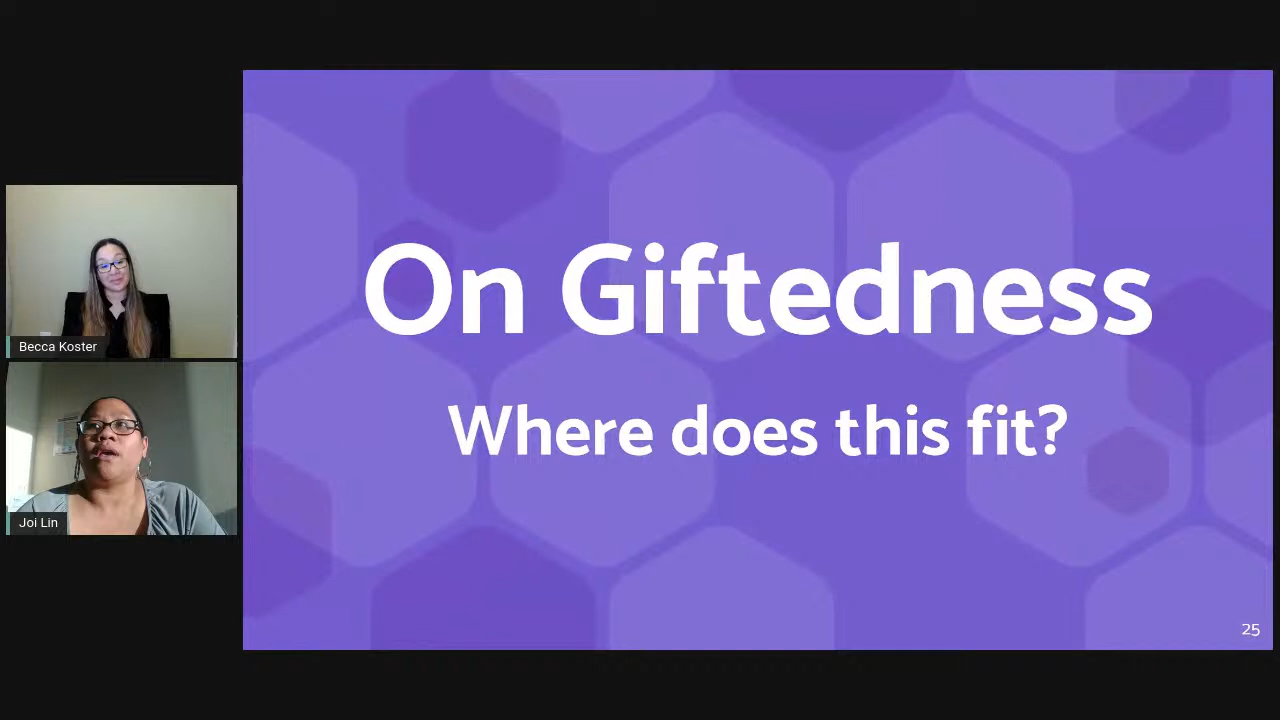 On Giftedness
Where does this fit?
Becca Koster
Joi Lin
25